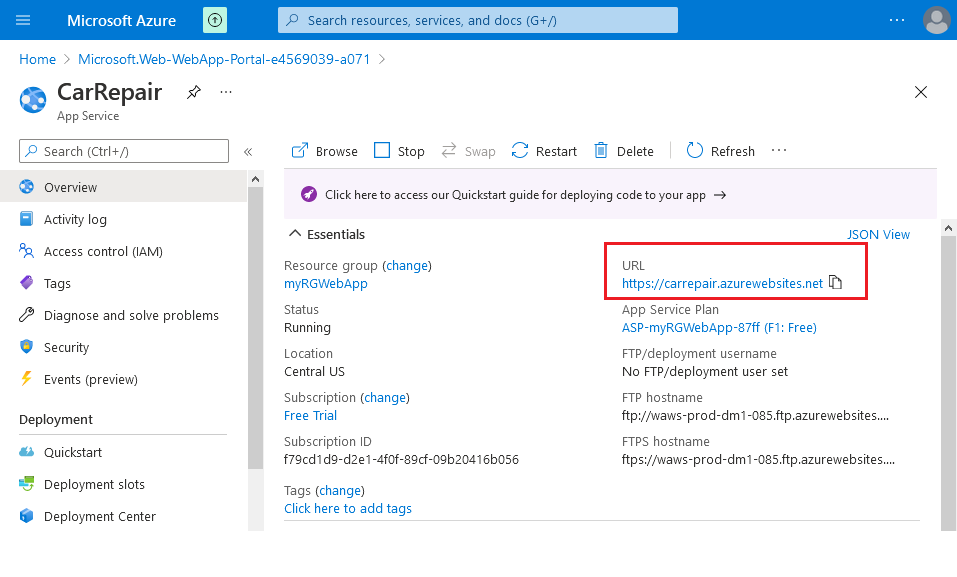 Microsoft Azure
Search resources, services, and docs (G+/)
Home > Microsoft.Web-WebApp-Portal-e4569039-a071 >
CarRepair
App Service
Search (Ctrl+/)
Overview
Activity log
Access control (IAM)
Tags
Diagnose and solve problems
Security
Events (preview)
Deployment
Quickstart
Deployment slots
Deployment Center
Browse Stop Swap Restart Delete Refresh
Click here to access our Quickstart guide for deploying code to your app →
Essentials
JSON View
Resource group (change)
myRGWebApp
Status
Running
Location
Central US
Subscription (change)
Free Trial
Subscription ID
f79cd1d9-d2e1-4f0f-89cf-09b20416b056
Tags (change)
Click here to add tags
URL
https://carrepair.azurewebsites.net
App Service Plan
ASP-myRGWebApp-87ff (F1: Free)
FTP/deployment username
No FTP/deployment user set
FTP hostname
ftp://waws-prod-dm1-085.ftp.azurewebsites....
FTPS hostname
ftps://waws-prod-dm1-085.ftp.azurewebsites....